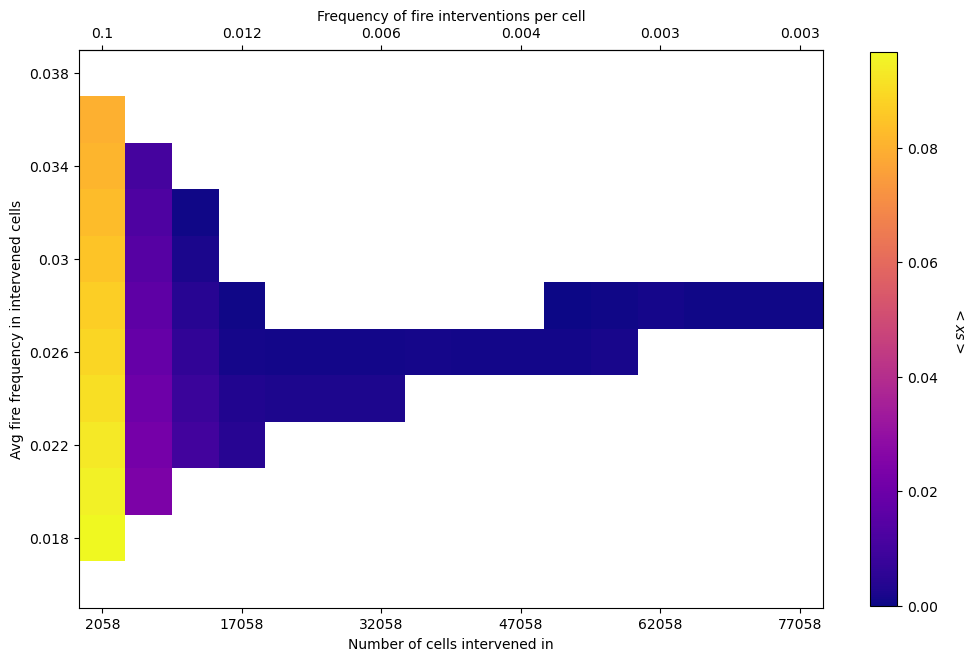 Frequency of fire interventions per cell
0.1 0.012 0.006 0.004 0.003 0.003
Avg fire frequency in intervened cells
0.038
0.034
0.03
0.026
0.022
0.018
2058 17058 32058 47058 62058 77058
Number of cells intervened in
0.08
0.06
0.04
0.02
0.00
< sx >